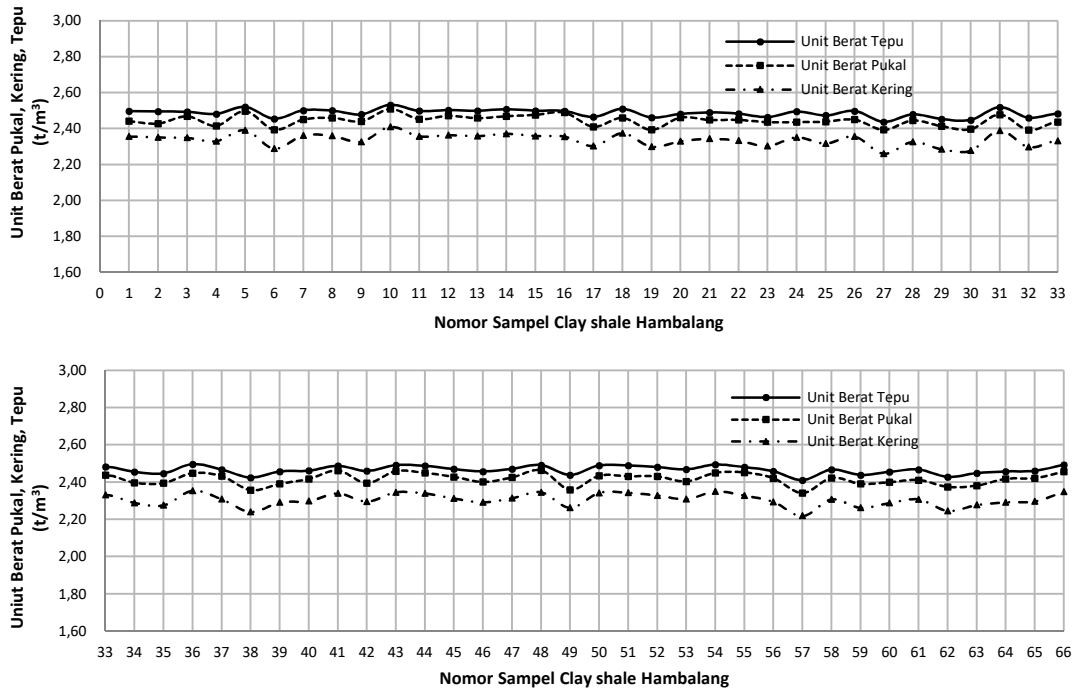 Unit Berat Pukal, Kering, Tepu
(t/m³)
3,00
2,80
2,60
2,40
2,20
2,00
1,80
1,60
Unit Berat Tepu
Unit Berat Pukal
Unit Berat Kering
0 1 2 3 4 5 6 7 8 9 10 11 12 13 14 15 16 17 18 19 20 21 22 23 24 25 26 27 28 29 30 31 32 33
Nomor Sampel Clay shale Hambalang
Uniut Berat Pukal, Kering, Tepu
(t/m³)
3,00
2,80
2,60
2,40
2,20
2,00
1,80
1,60
Unit Berat Tepu
Unit Berat Pukal
Unit Berat Kering
33 34 35 36 37 38 39 40 41 42 43 44 45 46 47 48 49 50 51 52 53 54 55 56 57 58 59 60 61 62 63 64 65 66
Nomor Sampel Clay shale Hambalang